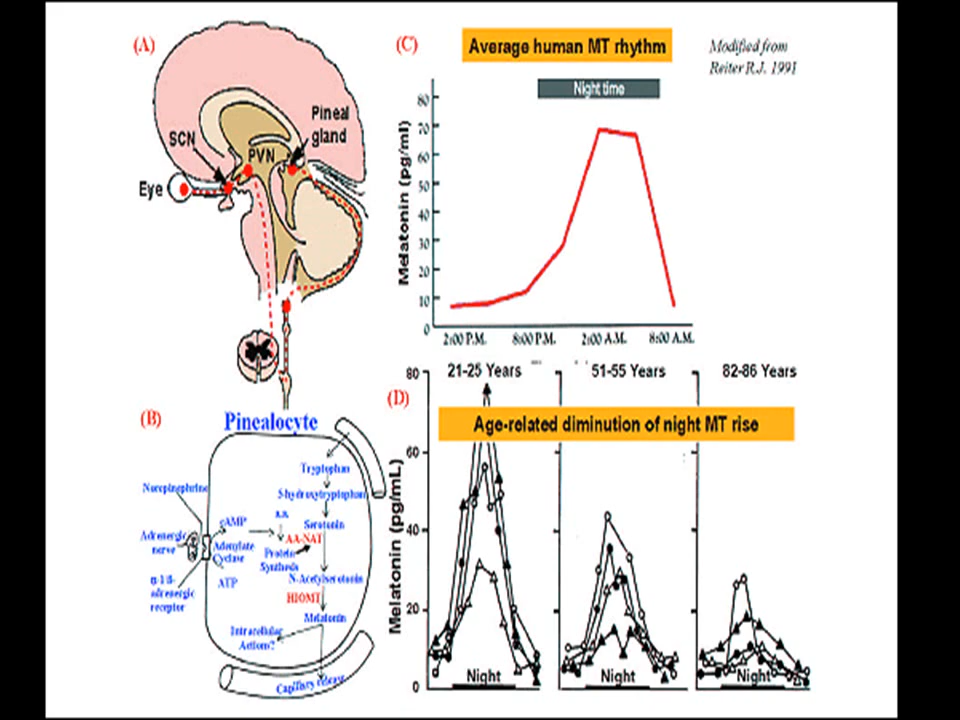 (A)
SCN
PVN
Pineal
gland
Eye
(B)
Pinealocyte
Norepinephrine
Adrenergic
nerve
α-1/ß-
adrenergic
receptor
cAMP
Adenylate
Cyclase
ATP
Tryptophan
5-hydroxytryptophan
a.a.
Serotonin
AA-NAT
Protein
Synthesis
N-Acetylserotonin
HIOMT
Melatonin
Intracellular
Actions?
Capillary release
(C)
Average human MT rhythm
Modified from
Reiter R.J. 1991
Night time
Melatonin (pg/ml)
80
70
60
50
40
30
20
10
0
2:00 P.M. 8:00 P.M. 2:00 A.M. 8:00 A.M.
(D)
21-25 Years 51-55 Years 82-86 Years
Age-related diminution of night MT rise
Melatonin (pg/mL)
80
60
40
20
0
Night Night Night